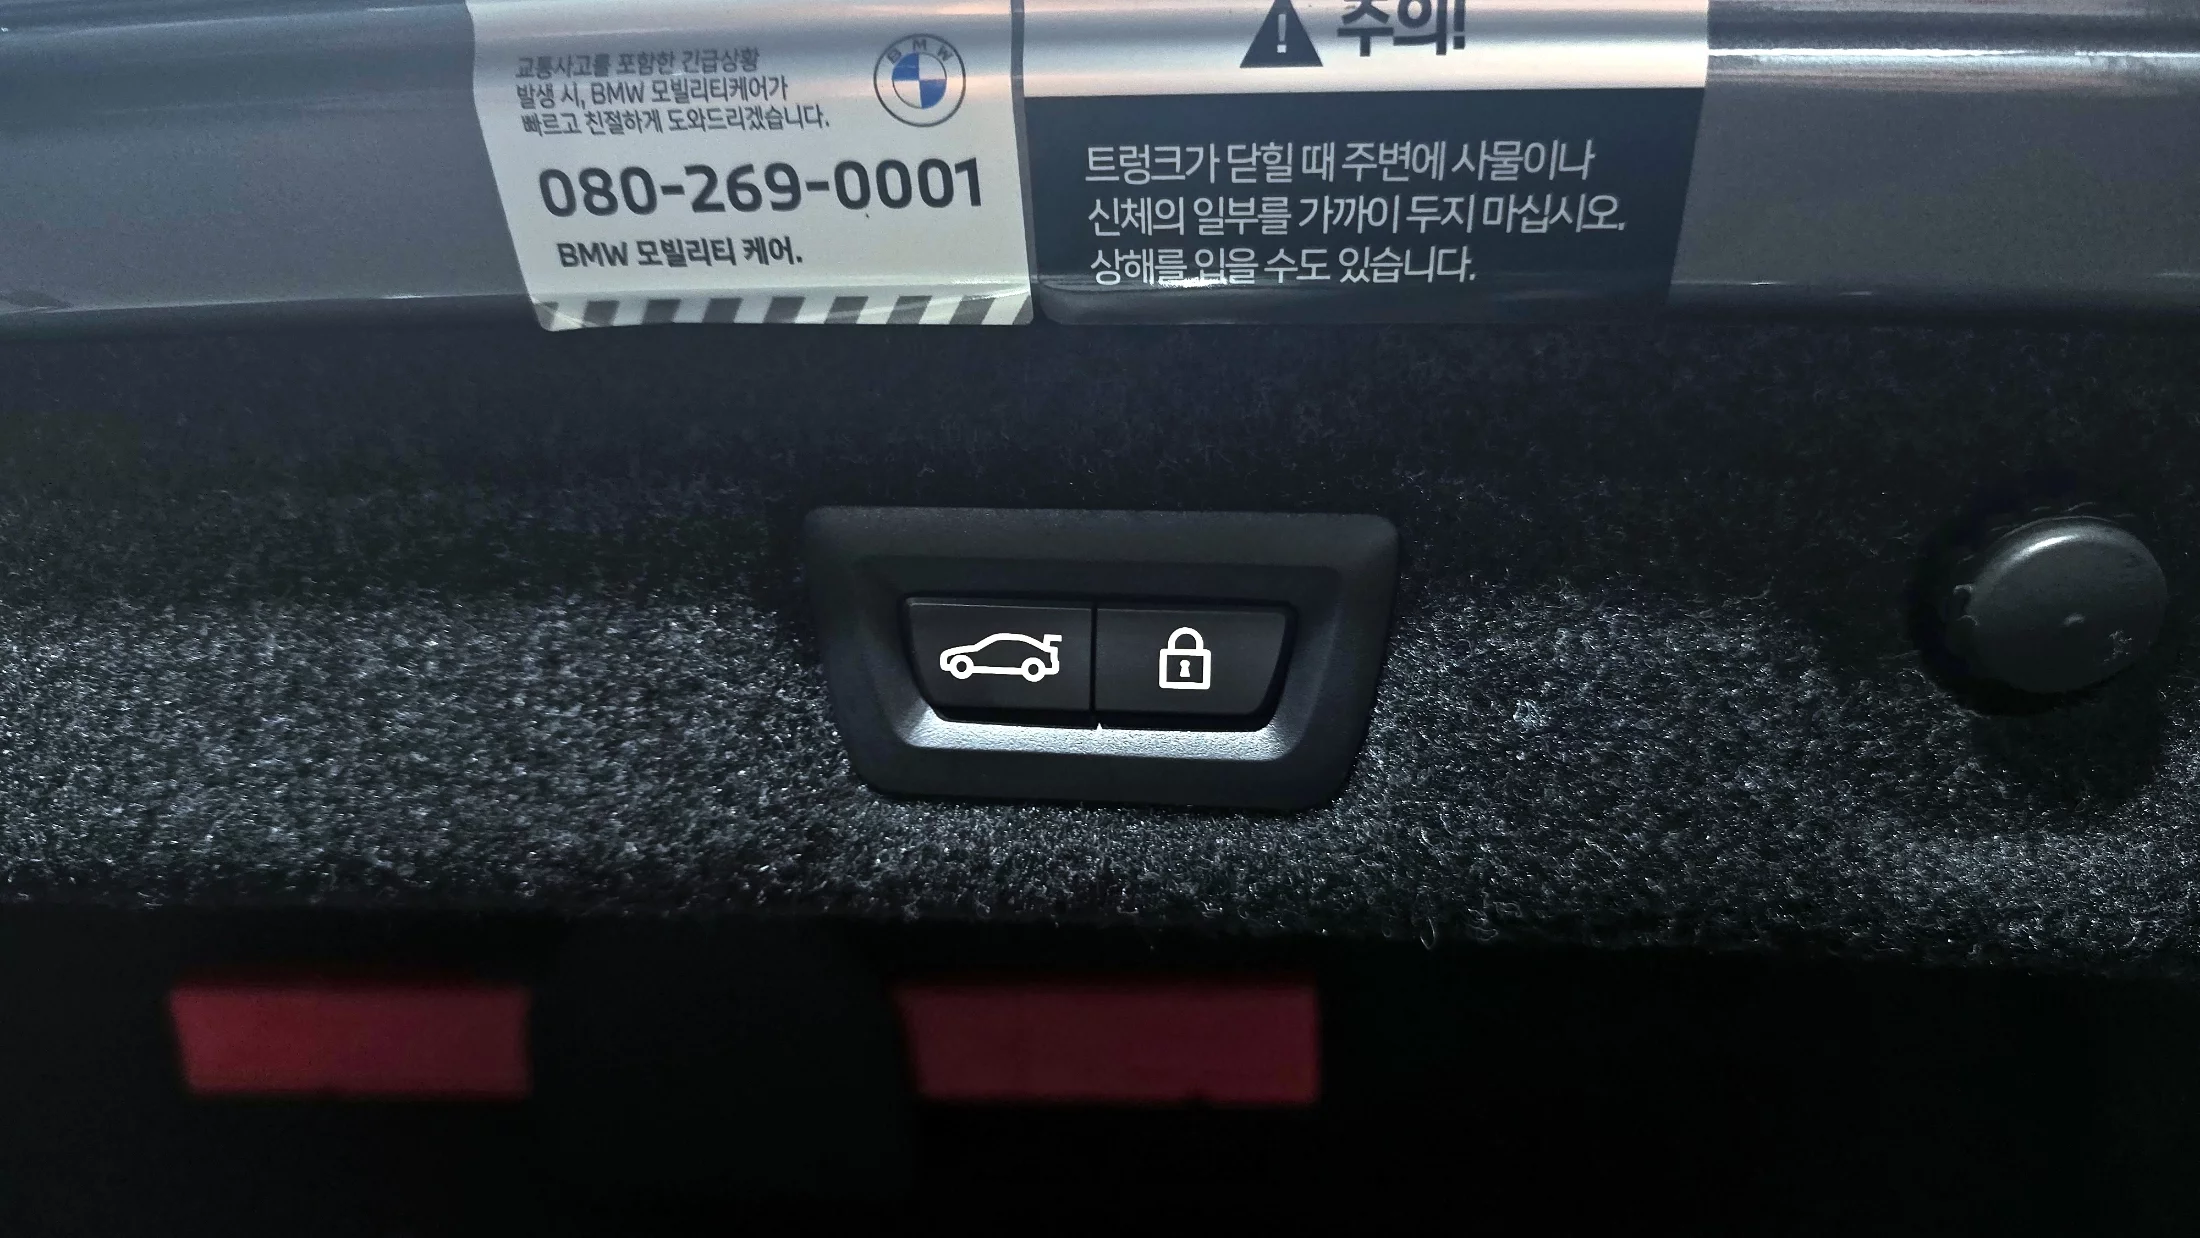 교통사고를 포함한 긴급상황
발생 시, BMW 모빌리티케어가
빠르고 친절하게 도와드리겠습니다.
BMW
080-269-0001
BMW 모빌리티 케어.
주의!
트렁크가 닫힐 때 주변에 사물이나
신체의 일부를 가까이 두지 마십시오.
상해를 입을 수도 있습니다.